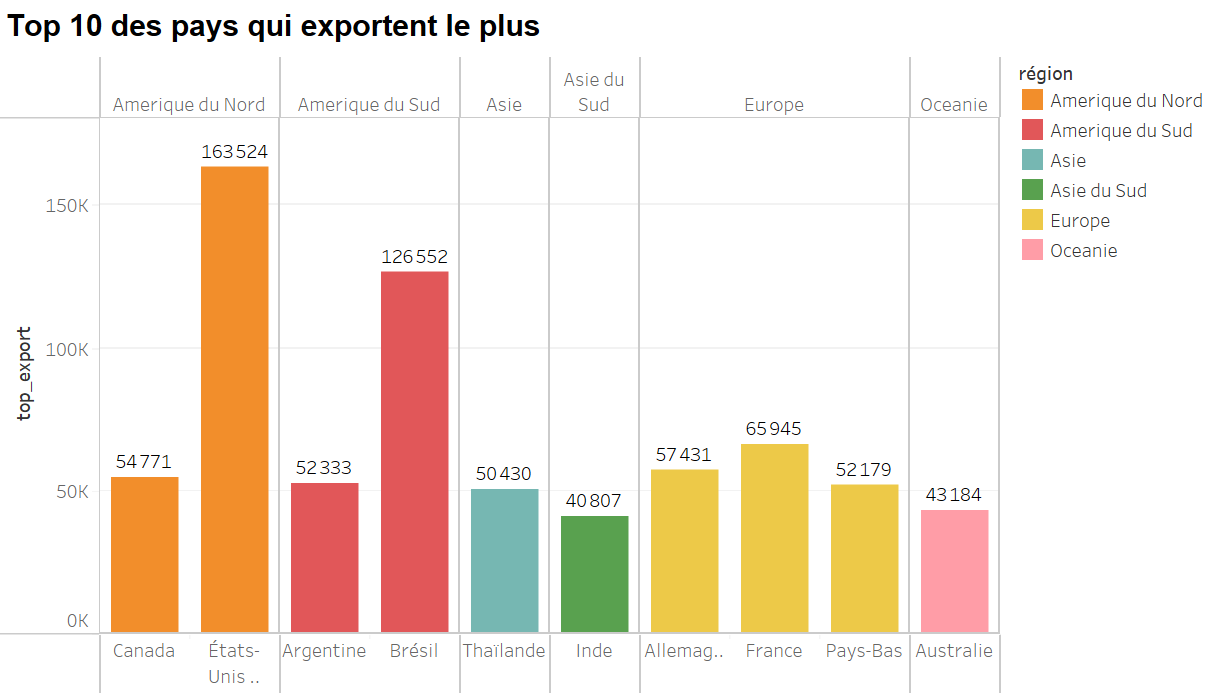 Top 10 des pays qui exportent le plus
Amerique du Nord
Amerique du Sud
Asie
Asie du
Sud
Europe
Oceanie
région
Amerique du Nord
Amerique du Sud
Asie
Asie du Sud
Europe
Oceanie
top_export
150K
100K
50K
0K
54 771
163 524
52 333
126 552
50 430
40 807
57 431
65 945
52 179
43 184
Canada
États-
Unis ..
Argentine
Brésil
Thaïlande
Inde
Allemag..
France
Pays-Bas
Australie